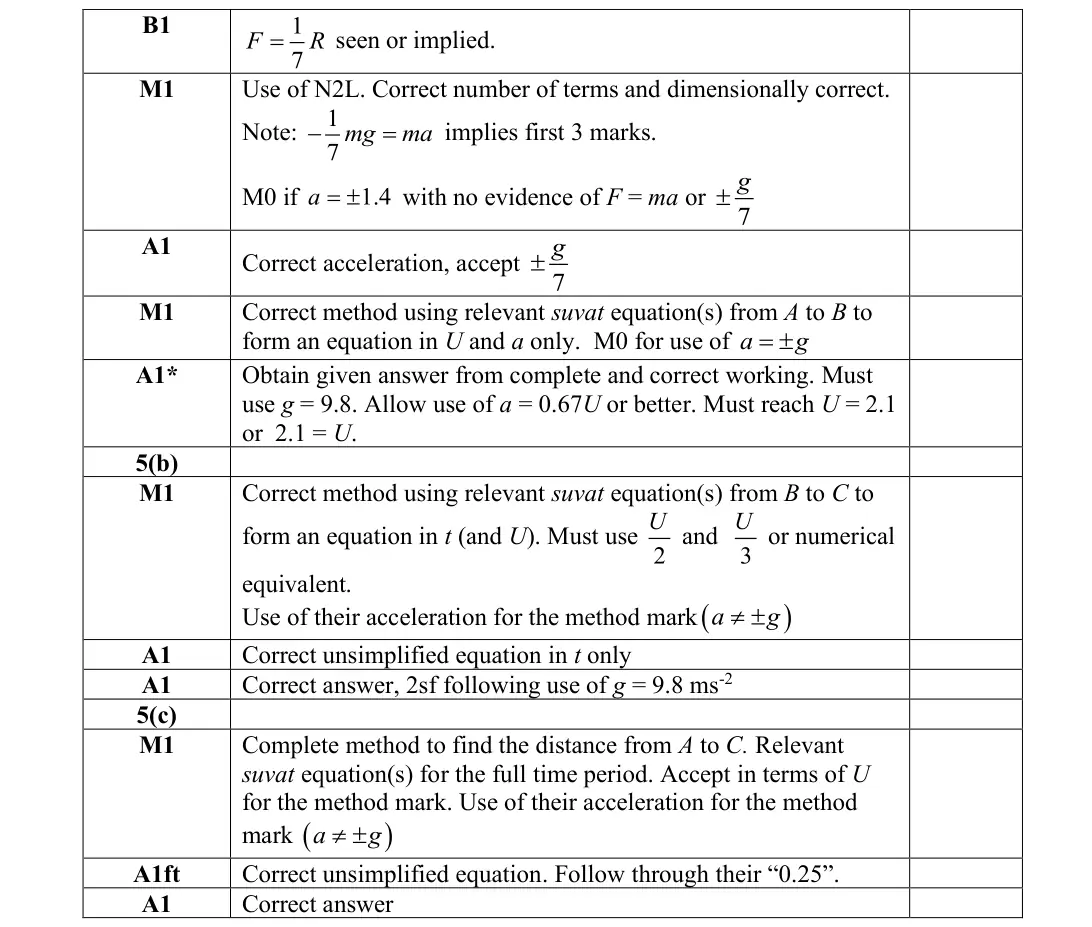 B1
F = 1/7 R seen or implied.
M1
Use of N2L. Correct number of terms and dimensionally correct.
Note: −1/7 mg = ma implies first 3 marks.
M0 if a = ±1.4 with no evidence of F = ma or ± g/7
A1
Correct acceleration, accept ± g/7
M1
Correct method using relevant suvat equation(s) from A to B to
form an equation in U and a only. M0 for use of a = ±g
A1*
Obtain given answer from complete and correct working. Must
use g = 9.8. Allow use of a = 0.67U or better. Must reach U = 2.1
or 2.1 = U.
5(b)
M1
Correct method using relevant suvat equation(s) from B to C to
form an equation in t (and U). Must use U/2 and U/3 or numerical
equivalent.
Use of their acceleration for the method mark (a ≠ ±g)
A1
Correct unsimplified equation in t only
A1
Correct answer, 2sf following use of g = 9.8 ms⁻²
5(c)
M1
Complete method to find the distance from A to C. Relevant
suvat equation(s) for the full time period. Accept in terms of U
for the method mark. Use of their acceleration for the method
mark (a ≠ ±g)
A1ft
Correct unsimplified equation. Follow through their “0.25”.
A1
Correct answer